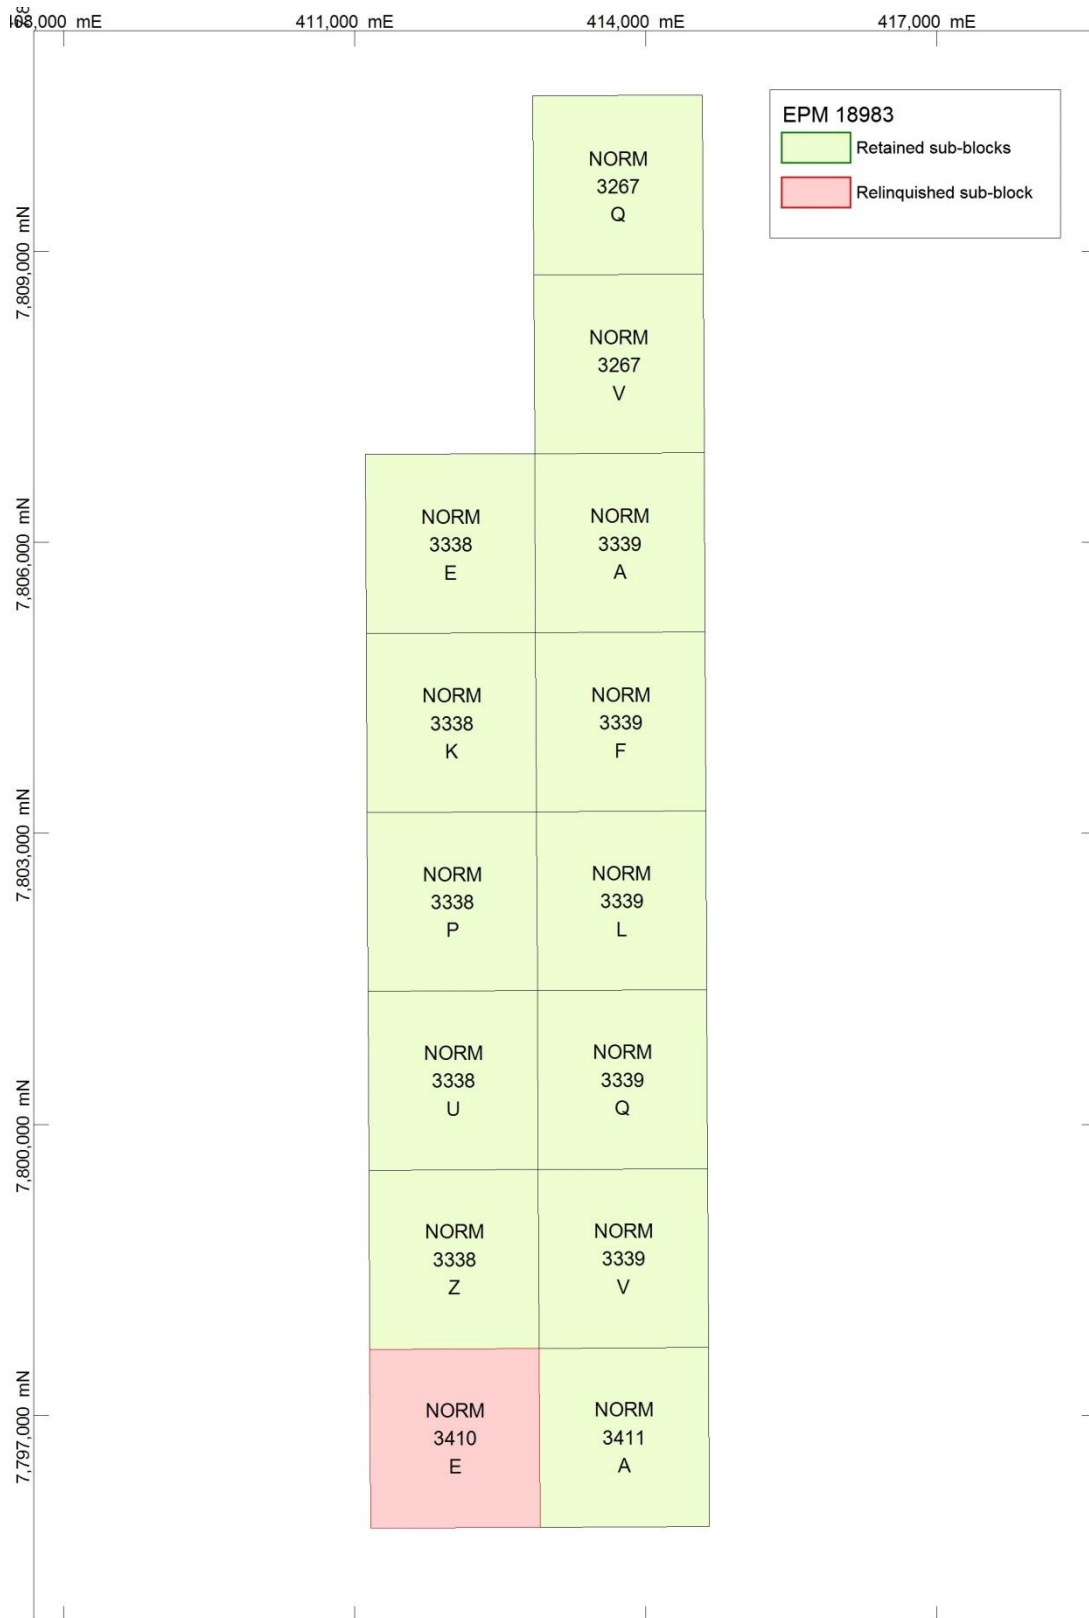 408,000 mE
411,000 mE
414,000 mE
417,000 mE
EPM 18983
Retained sub-blocks
Relinquished sub-block
7,809,000 mN
7,806,000 mN
7,803,000 mN
7,800,000 mN
7,797,000 mN
NORM
3267
Q
NORM
3267
V
NORM
3338
E
NORM
3339
A
NORM
3338
K
NORM
3339
F
NORM
3338
P
NORM
3339
L
NORM
3338
U
NORM
3339
Q
NORM
3338
Z
NORM
3339
V
NORM
3410
E
NORM
3411
A